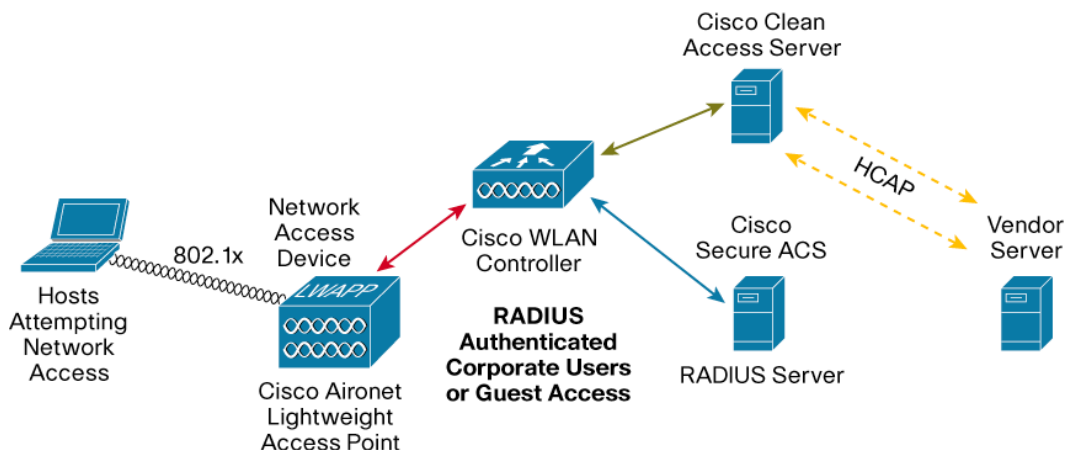 Cisco Clean
Access Server
HCAP
Network
Access
Device
802.1x
LWAPP
Hosts
Attempting
Network
Access
Cisco Aironet
Lightweight
Access Point
Cisco WLAN
Controller
RADIUS
Authenticated
Corporate Users
or Guest Access
Cisco
Secure ACS
RADIUS Server
Vendor
Server